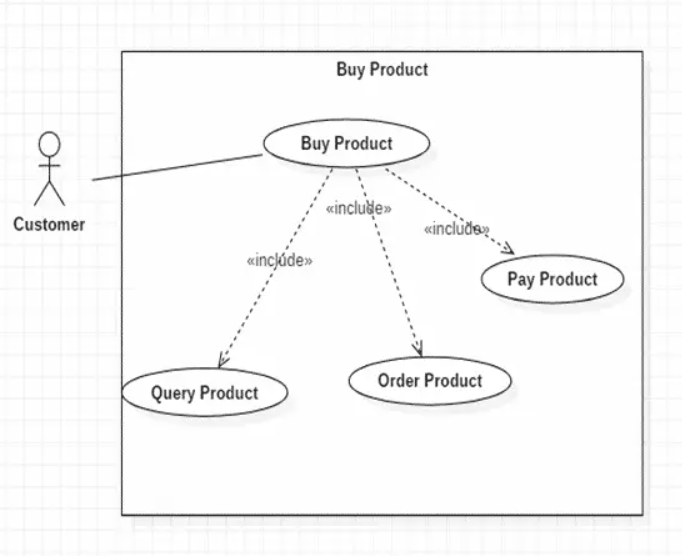 Buy Product
Buy Product
«include»
«include»
Customer
«include»
Pay Product
Order Product
Query Product